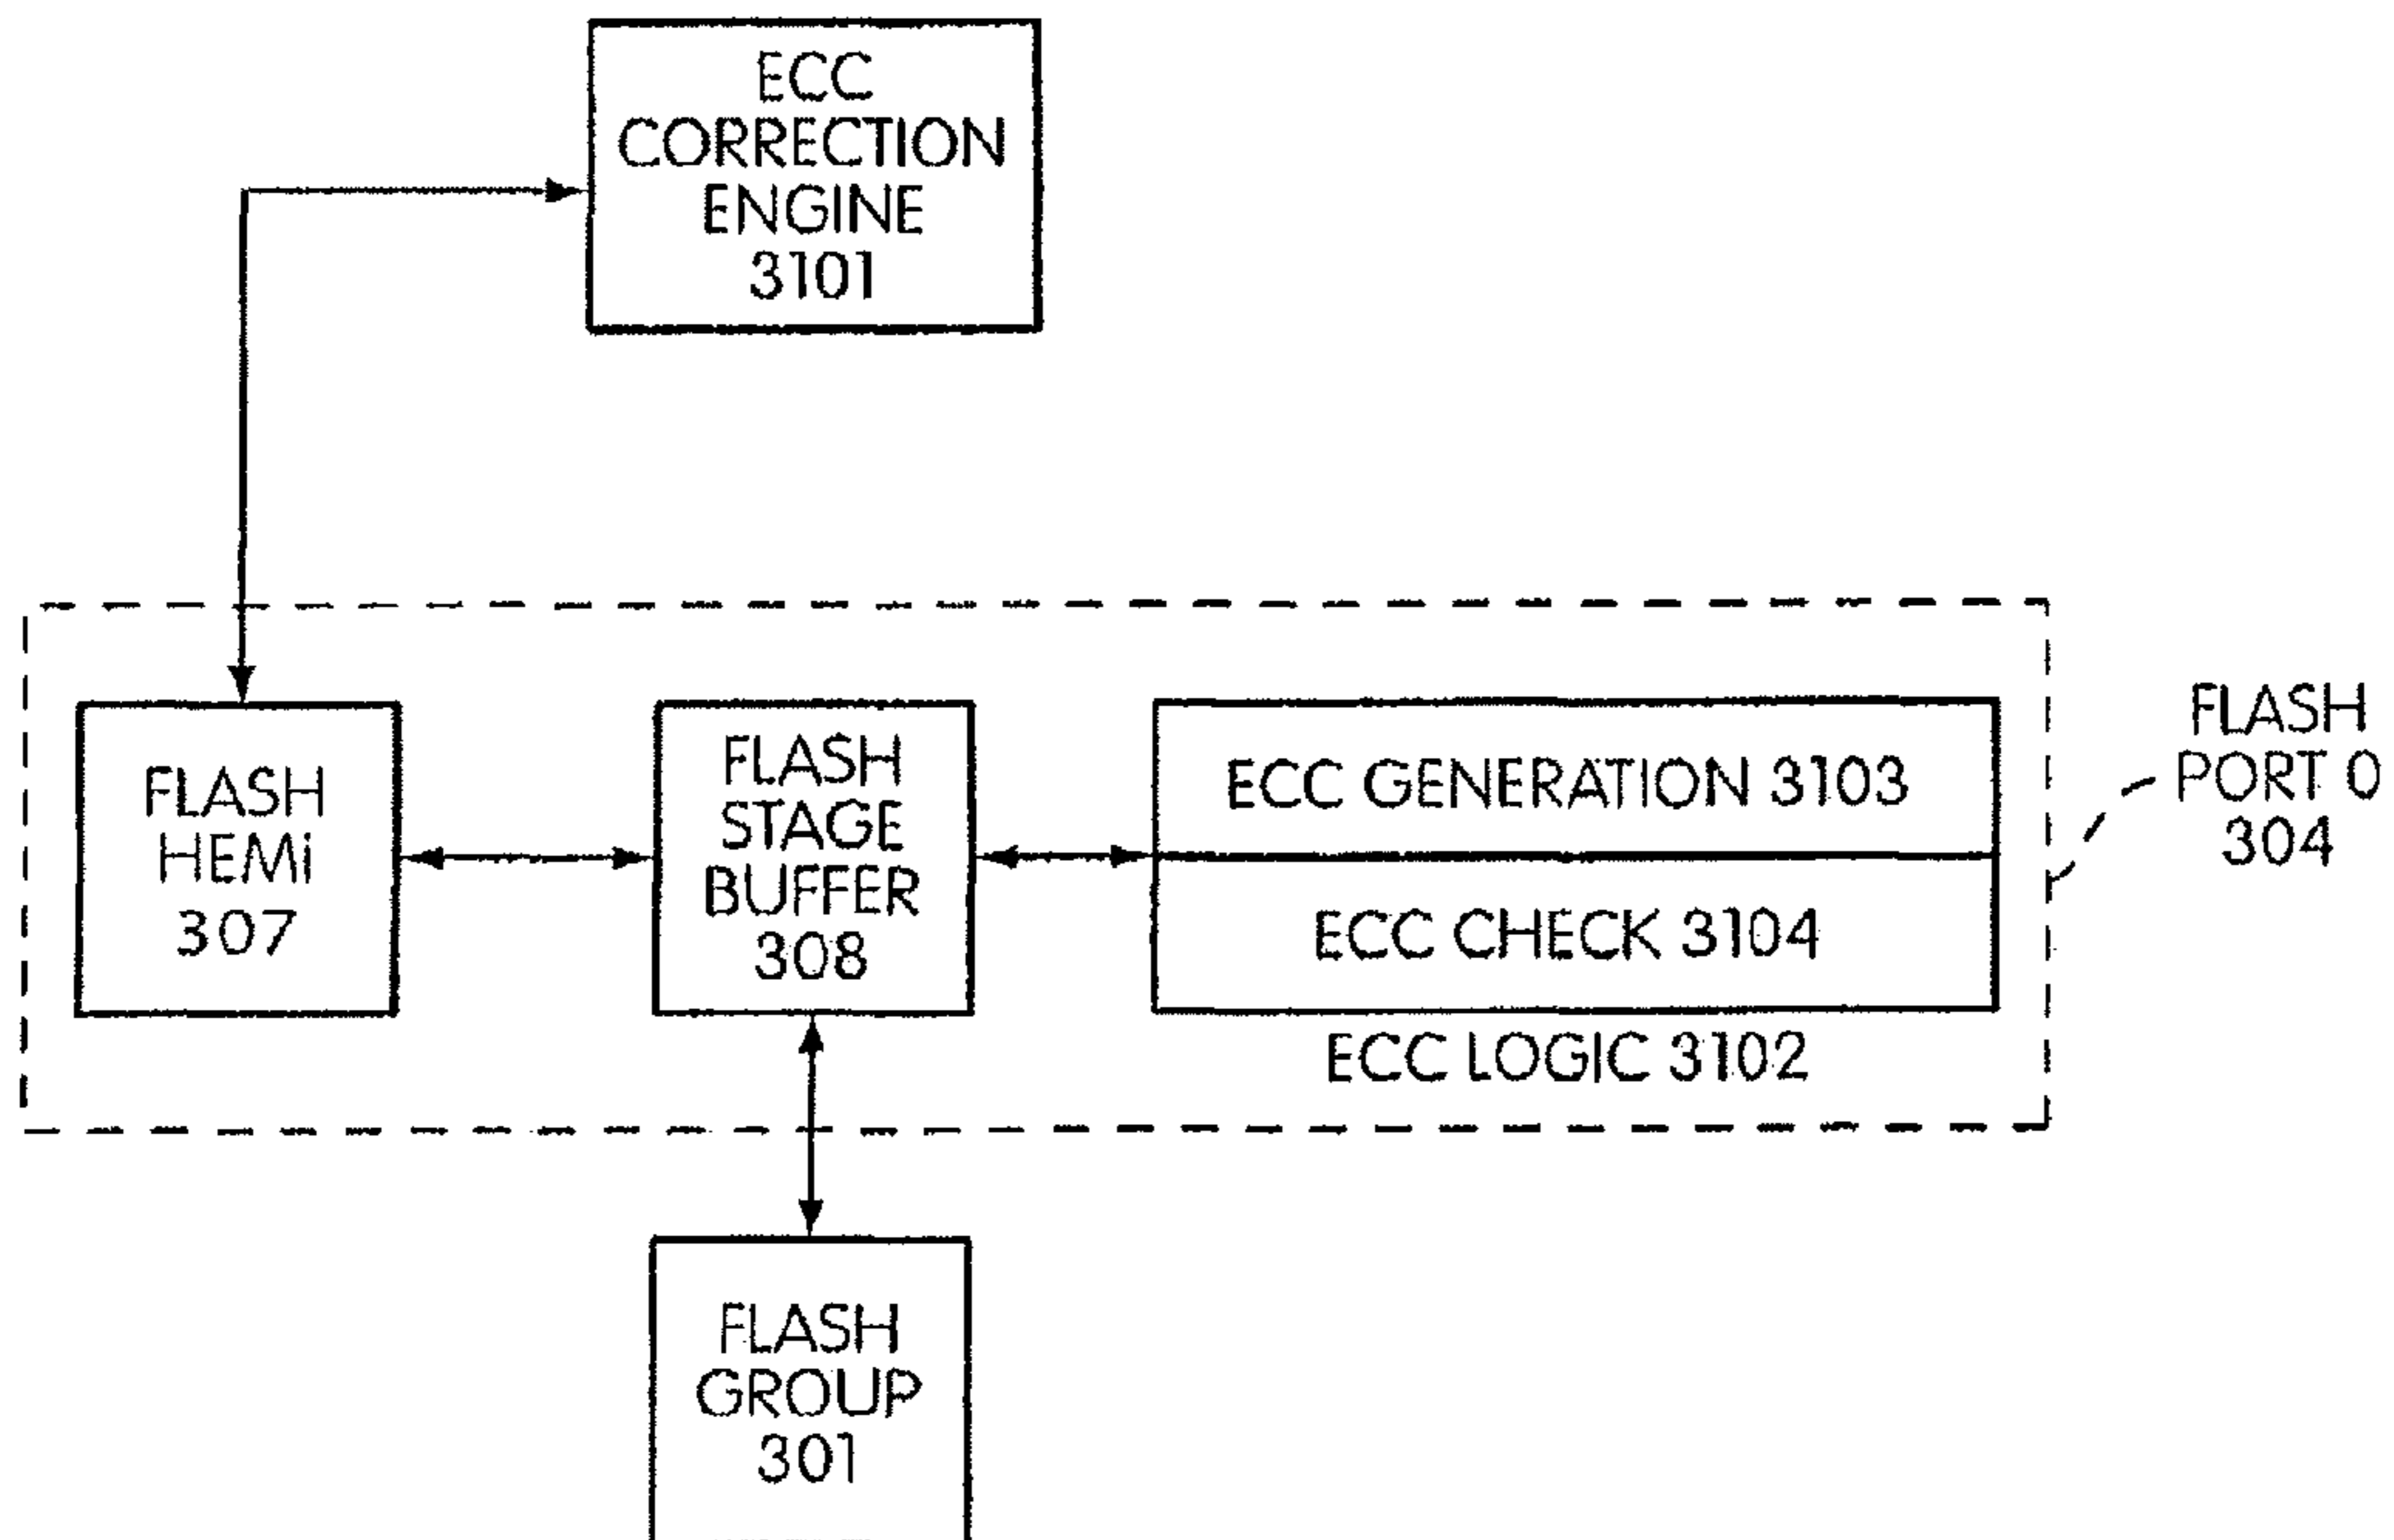 ECC
CORRECTION
ENGINE
3101
FLASH
HEMi
307
FLASH
STAGE
BUFFER
308
ECC GENERATION 3103
ECC CHECK 3104
ECC LOGIC 3102
FLASH
PORT 0
304
FLASH
GROUP
301